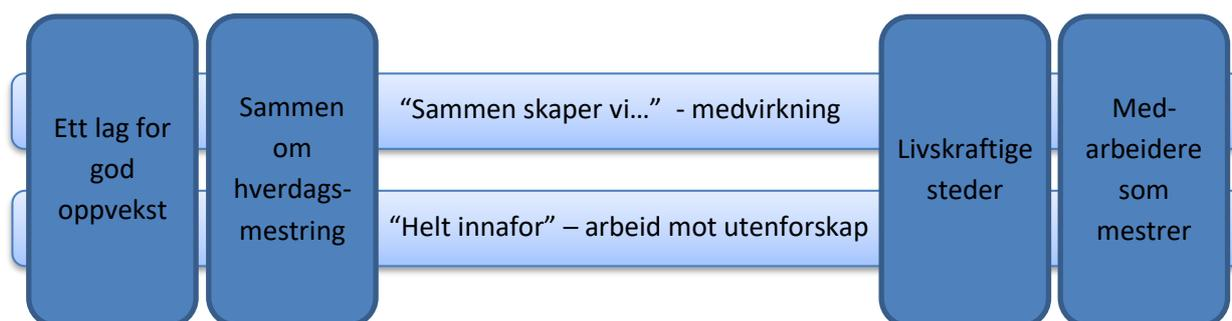 Ett lag for
god
oppvekst
Sammen
om
hverdags-
mestring
“Sammen skaper vi…”  - medvirkning
“Helt innafor” – arbeid mot utenforskap
Livskraftige
steder
Med-
arbeidere
som
mestrer